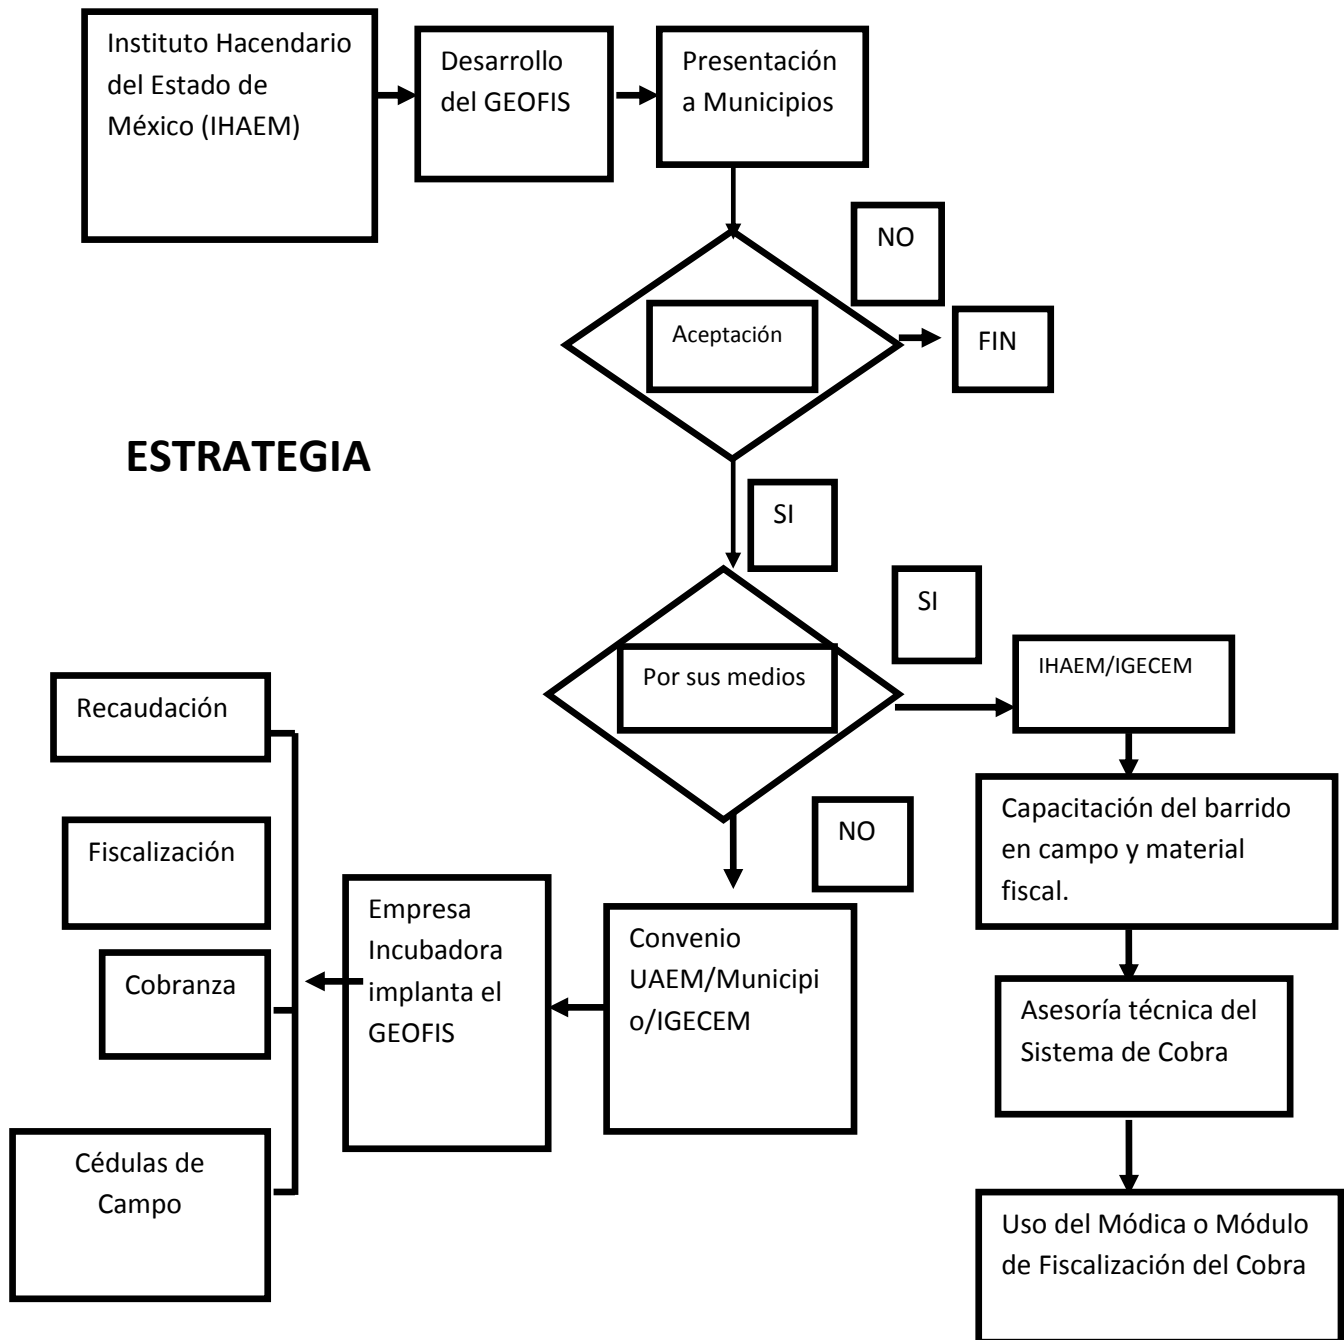 Instituto Hacendario
del Estado de
México (IHAEM)
Desarrollo
del GEOFIS
Presentación
a Municipios
NO
Aceptación
FIN
ESTRATEGIA
SI
SI
Por sus medios
IHAEM/IGECEM
Recaudación
Capacitación del barrido
en campo y material
fiscal.
NO
Fiscalización
Empresa
Incubadora
implanta el
GEOFIS
Convenio
UAEM/Municipi
o/IGECEM
Cobranza
Asesoría técnica del
Sistema de Cobra
Cédulas de
Campo
Uso del Módica o Módulo
de Fiscalización del Cobra